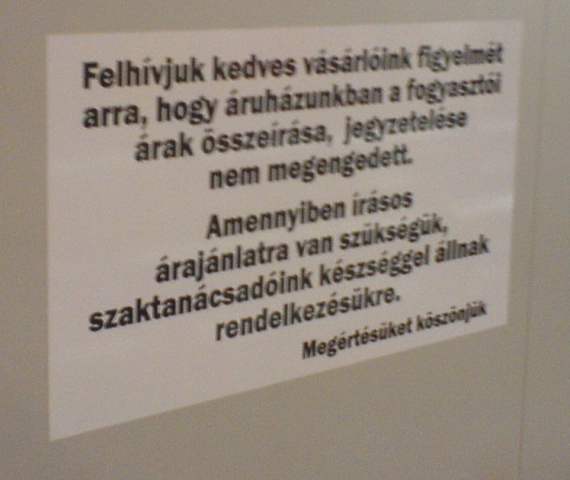 Felhívjuk kedves vásárlóink figyelmét
arra, hogy áruházunkban a fogyasztói
árak összeírása, jegyzetelése
nem megengedett.
Amennyiben írásos
árajánlatra van szükségük,
szaktanácsadóink készséggel állnak
rendelkezésükre.
Megértésüket köszönjük